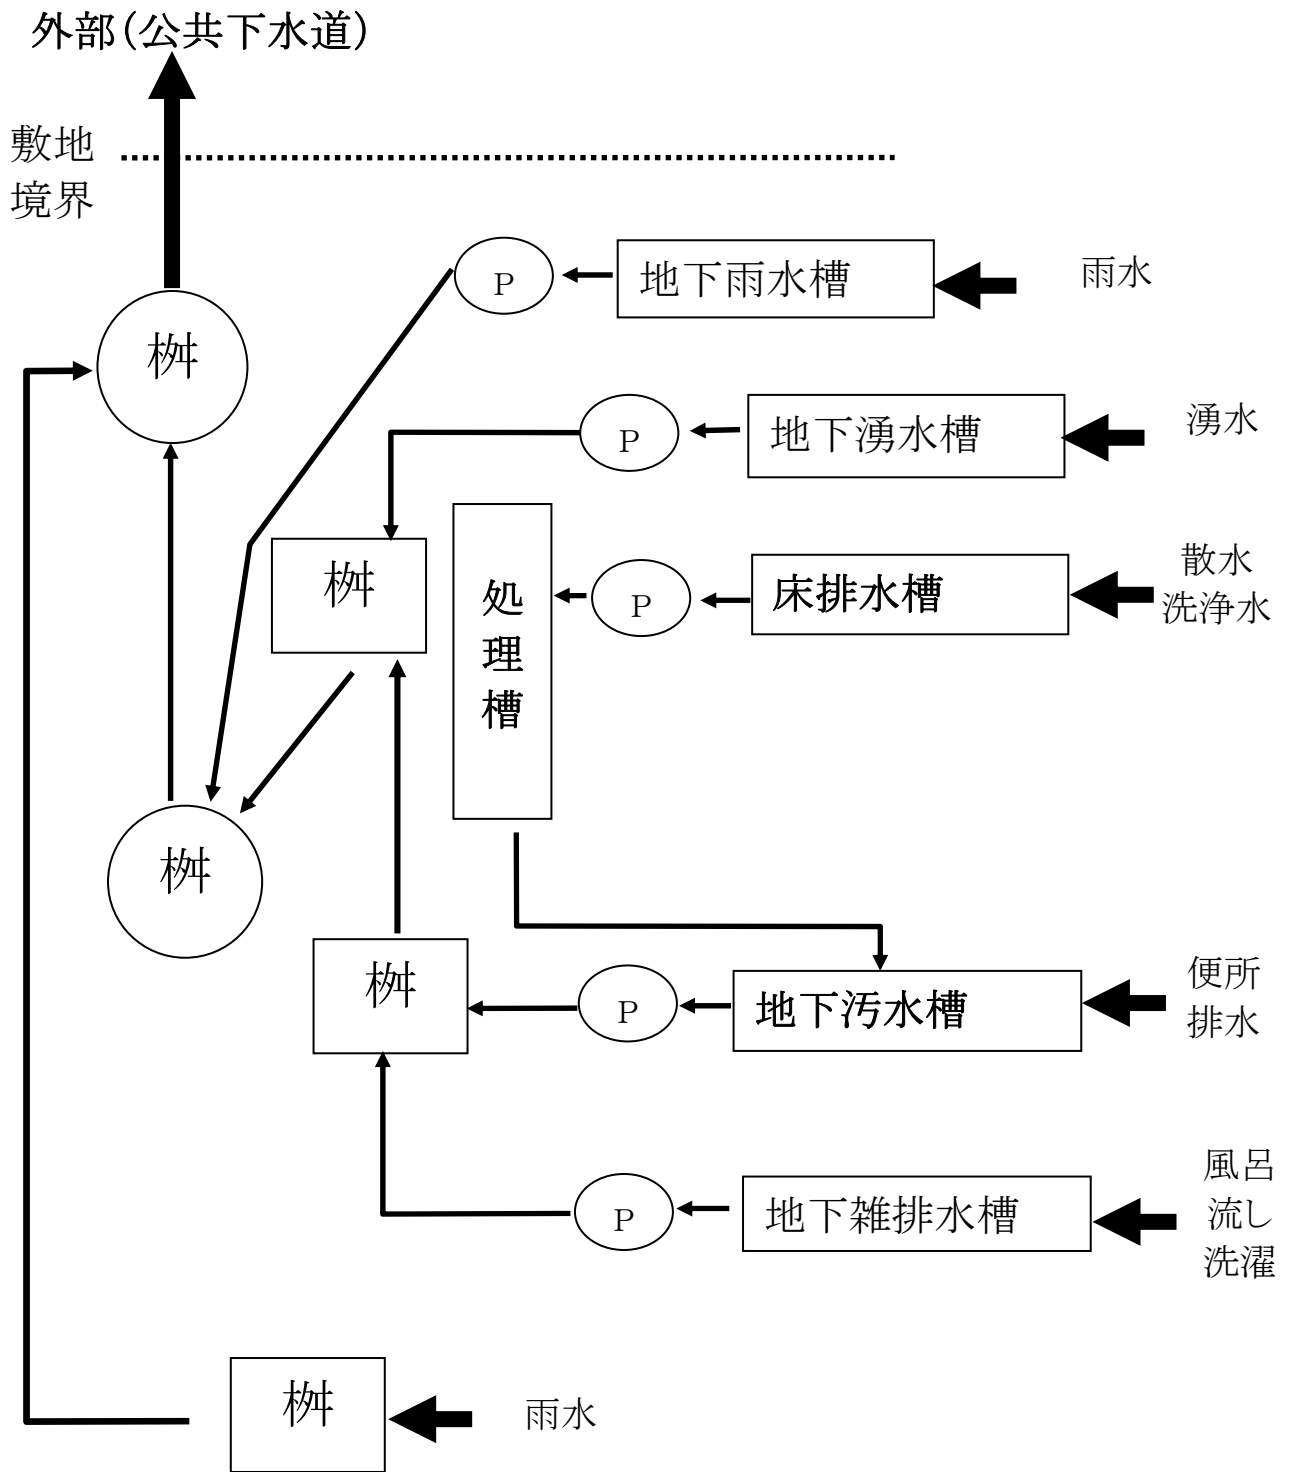 外部(公共下水道)
敷地
境界
P
地下雨水槽
雨水
桝
P
地下湧水槽
湧水
桝
処
理
槽
P
床排水槽
散水
洗浄水
桝
桝
P
地下汚水槽
便所
排水
P
地下雑排水槽
風呂
流し
洗濯
桝
雨水